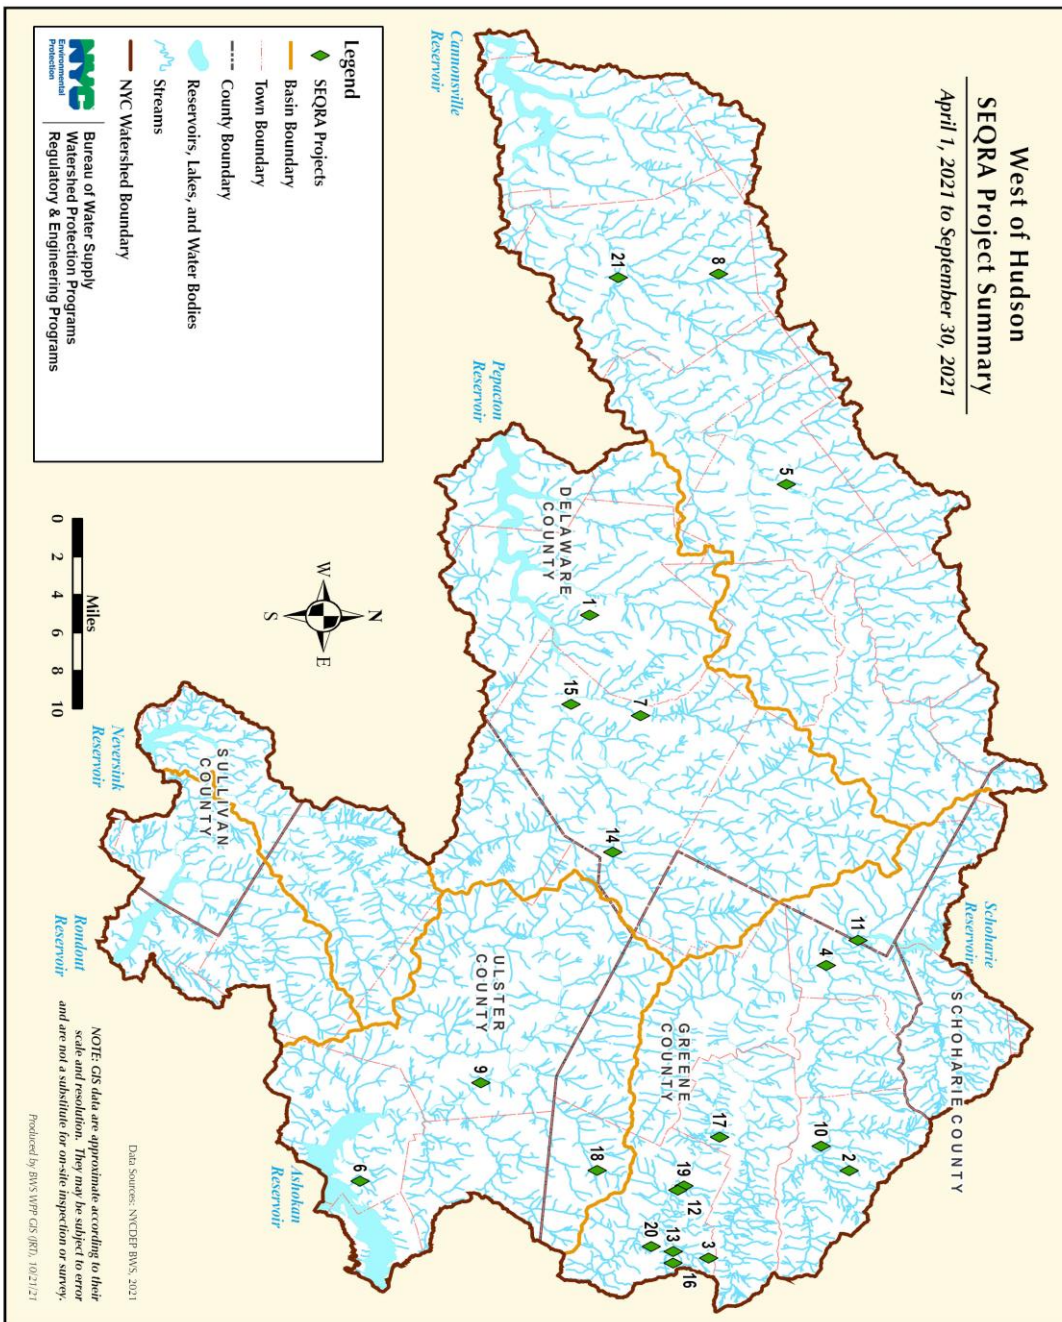 West of Hudson
SEQRA Project Summary
April 1, 2021 to September 30, 2021
Cannonsville
Reservoir
Pepacton
Reservoir
Schoharie
Reservoir
Neversink
Reservoir
Rondout
Reservoir
Ashokan
Reservoir
DELAWARE
COUNTY
SCHOHARIE COUNTY
GREENE
COUNTY
ULSTER
COUNTY
SULLIVAN
COUNTY
8
21
5
1
15
7
14
11
4
10
2
17
19
12
18
3
13
20
16
9
6
Legend
SEQRA Projects
Basin Boundary
Town Boundary
County Boundary
Reservoirs, Lakes, and Water Bodies
Streams
NYC Watershed Boundary
NYC
Environmental
Protection
Bureau of Water Supply
Watershed Protection Programs
Regulatory & Engineering Programs
N
W
E
S
Miles
0 2 4 6 8 10
Data Sources: NYCDEP BWS, 2021
NOTE: GIS data are approximate according to their
scale and resolution. They may be subject to error
and are not a substitute for on-site inspection or survey.
Produced by BWS WPP GIS (JRT), 10/21/21